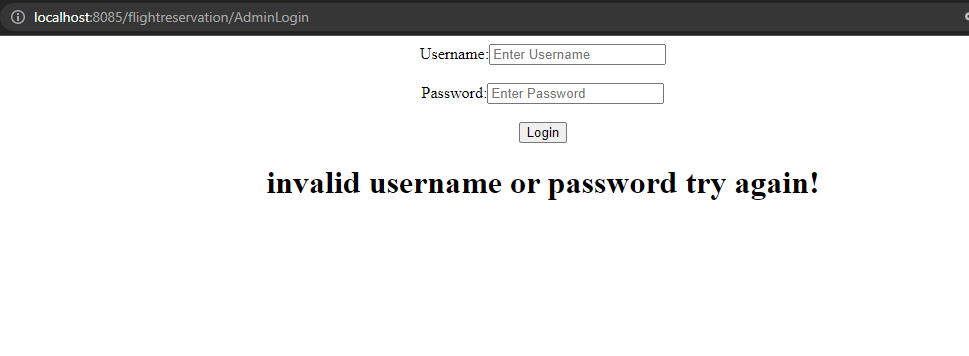 localhost:8085/flightreservation/AdminLogin
Username: Enter Username
Password: Enter Password
Login
invalid username or password try again!